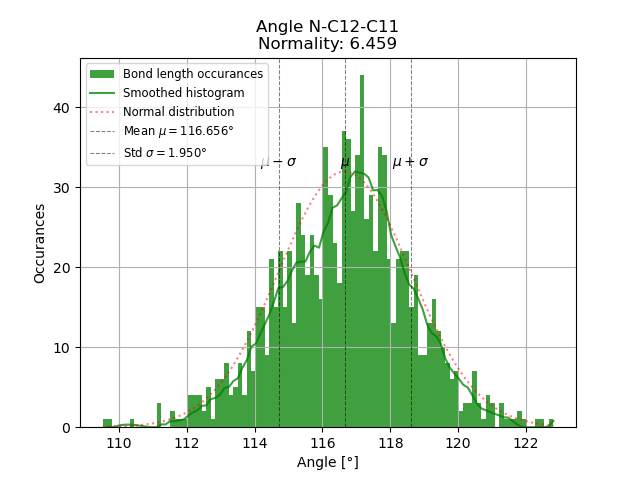 Angle N-C12-C11
Normality: 6.459
Bond length occurances
Smoothed histogram
Normal distribution
Mean μ = 116.656°
Std σ = 1.950°
μ − σ
μ
μ + σ
Occurances
40
30
20
10
0
110
112
114
116
118
120
122
Angle [°]